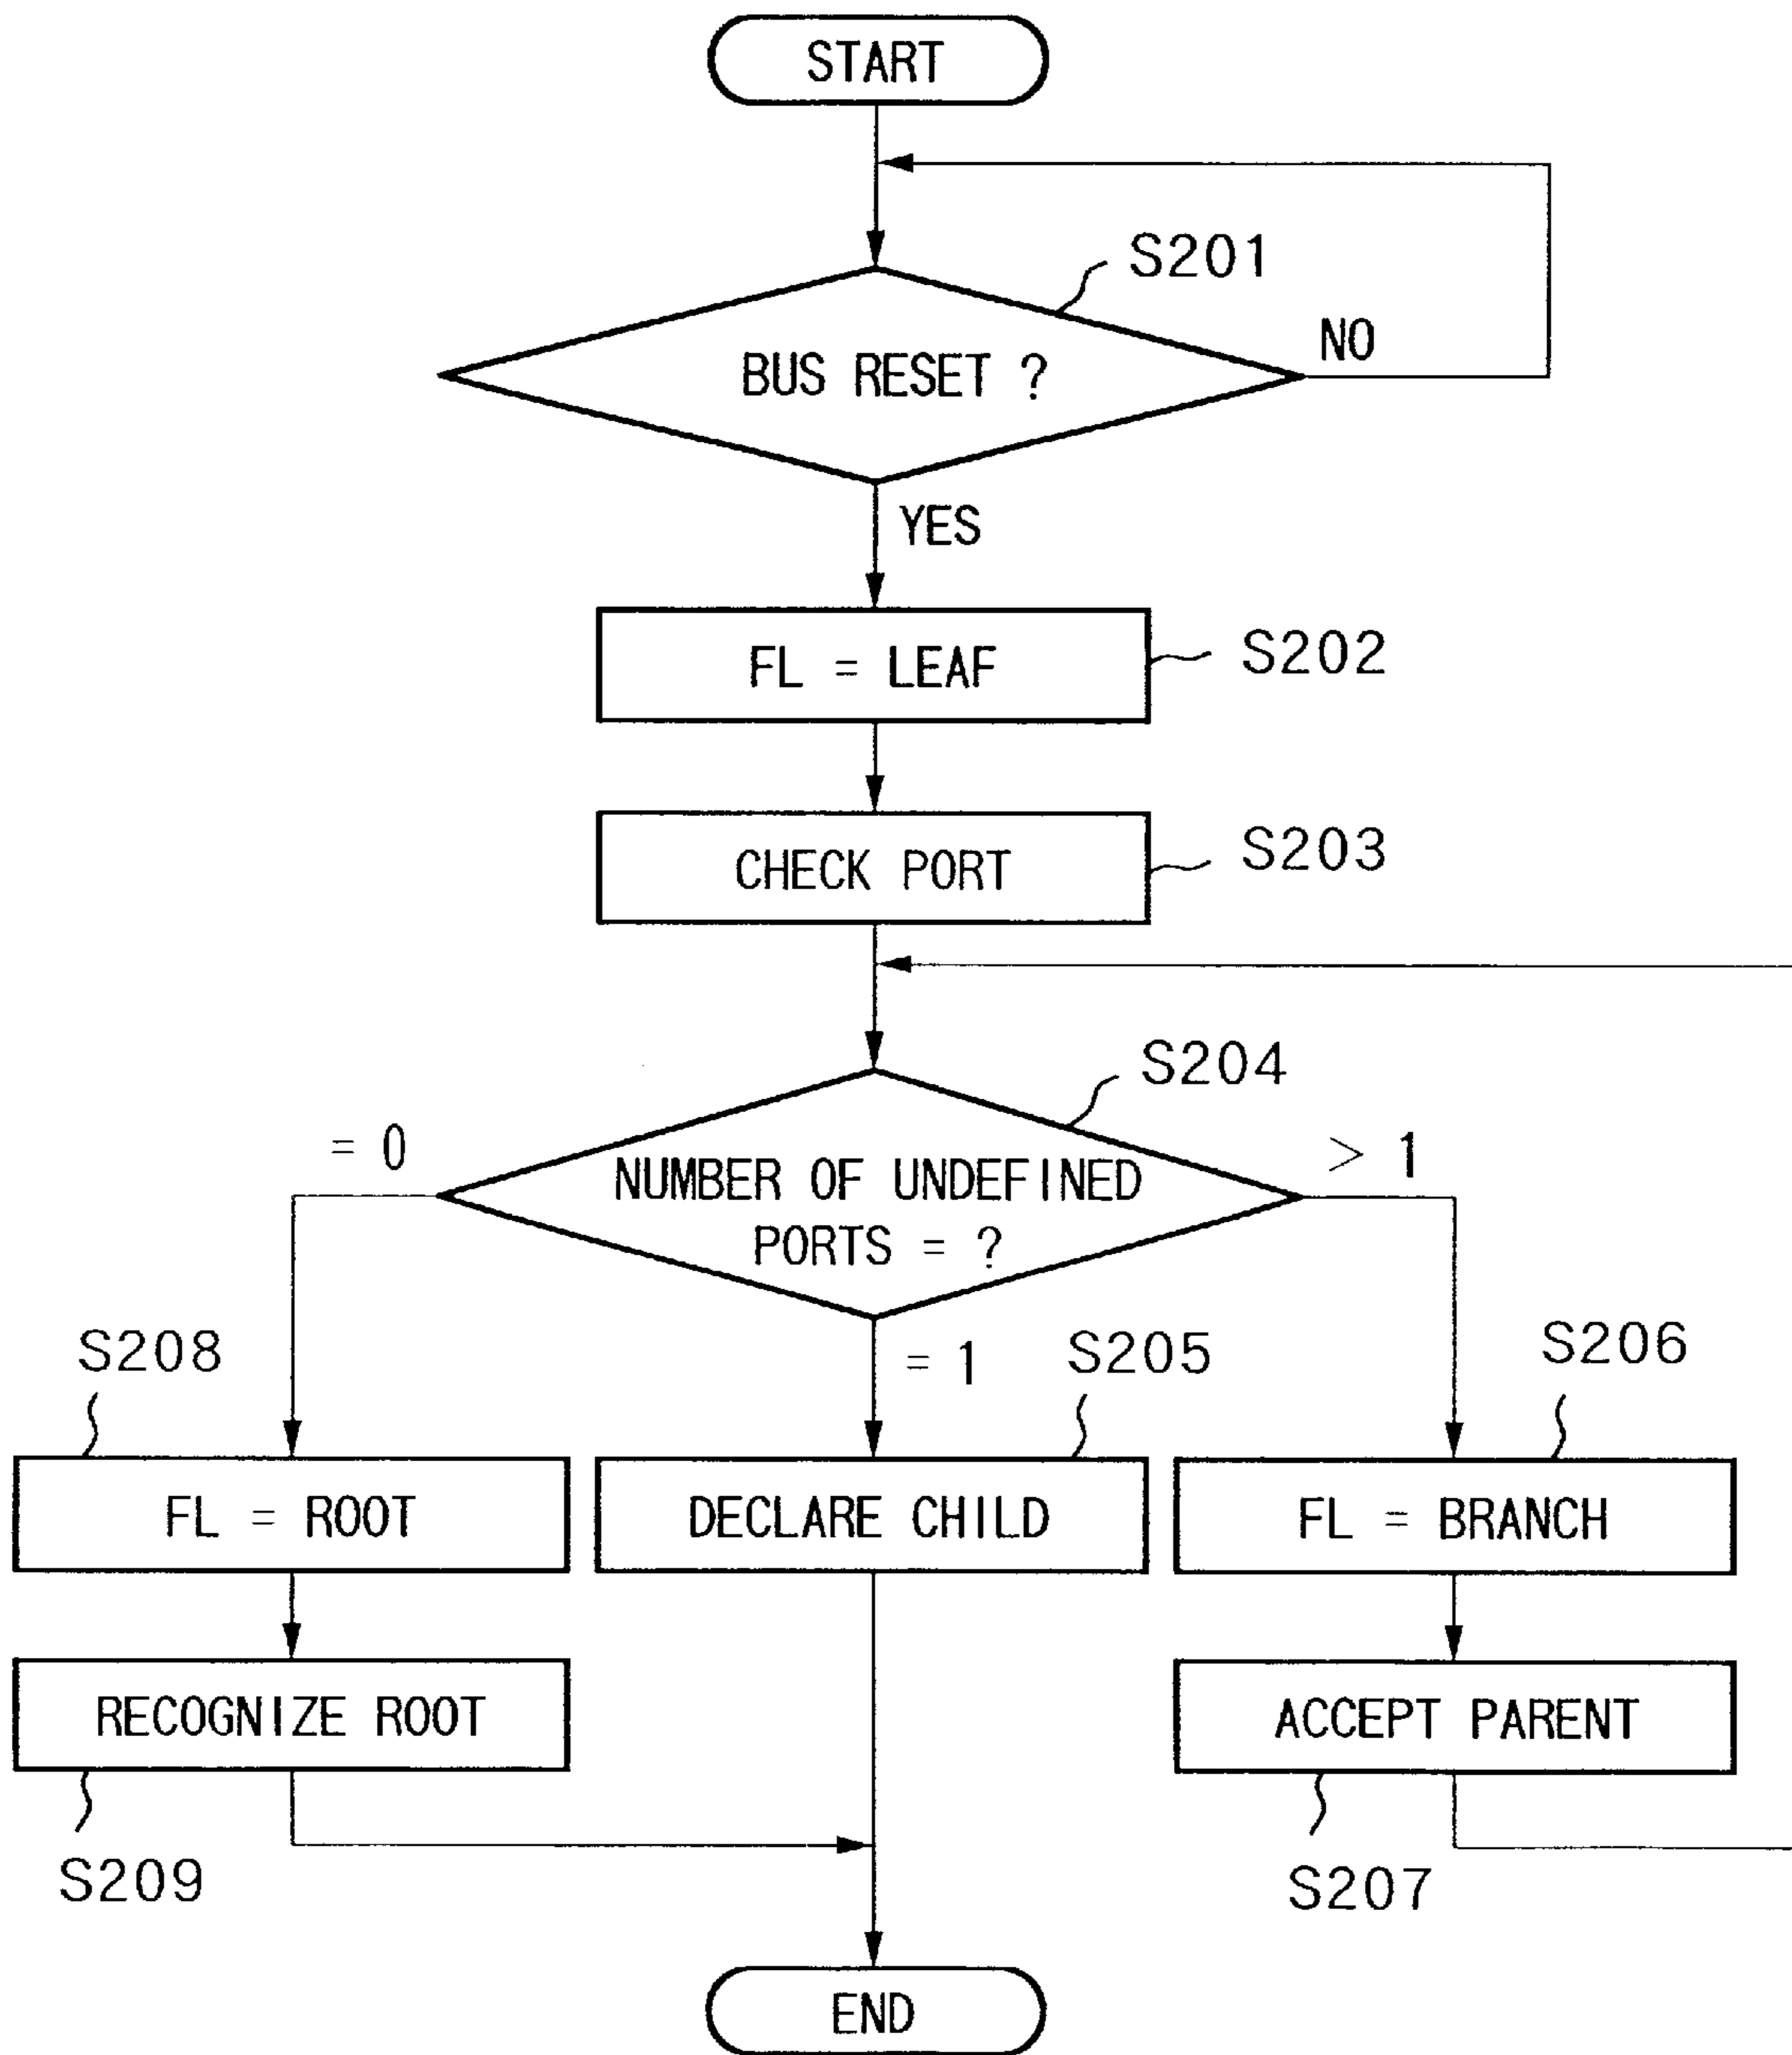 START
S201
BUS RESET ?
NO
YES
FL = LEAF
S202
CHECK PORT
S203
S204
= 0
> 1
NUMBER OF UNDEFINED
PORTS = ?
S208
= 1
S205
S206
FL = ROOT
DECLARE CHILD
FL = BRANCH
RECOGNIZE ROOT
ACCEPT PARENT
S209
S207
END